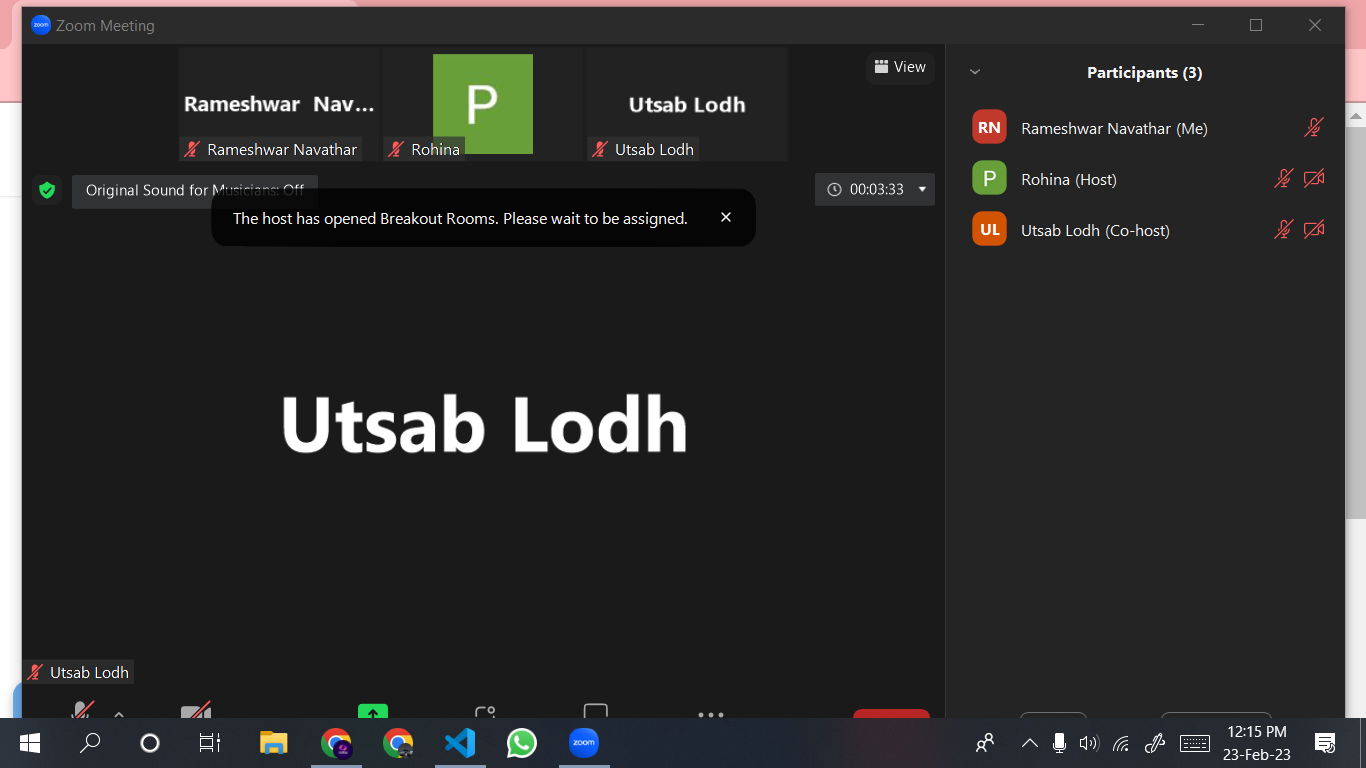 zoom Zoom Meeting
Rameshwar Nav...
P
Utsab Lodh
View
Rameshwar Navathar
Rohina
Utsab Lodh
Original Sound for Musicians: Off
00:03:33
The host has opened Breakout Rooms. Please wait to be assigned.
Utsab Lodh
Utsab Lodh
Participants (3)
RN Rameshwar Navathar (Me)
P Rohina (Host)
UL Utsab Lodh (Co-host)
zoom
12:15 PM
23-Feb-23